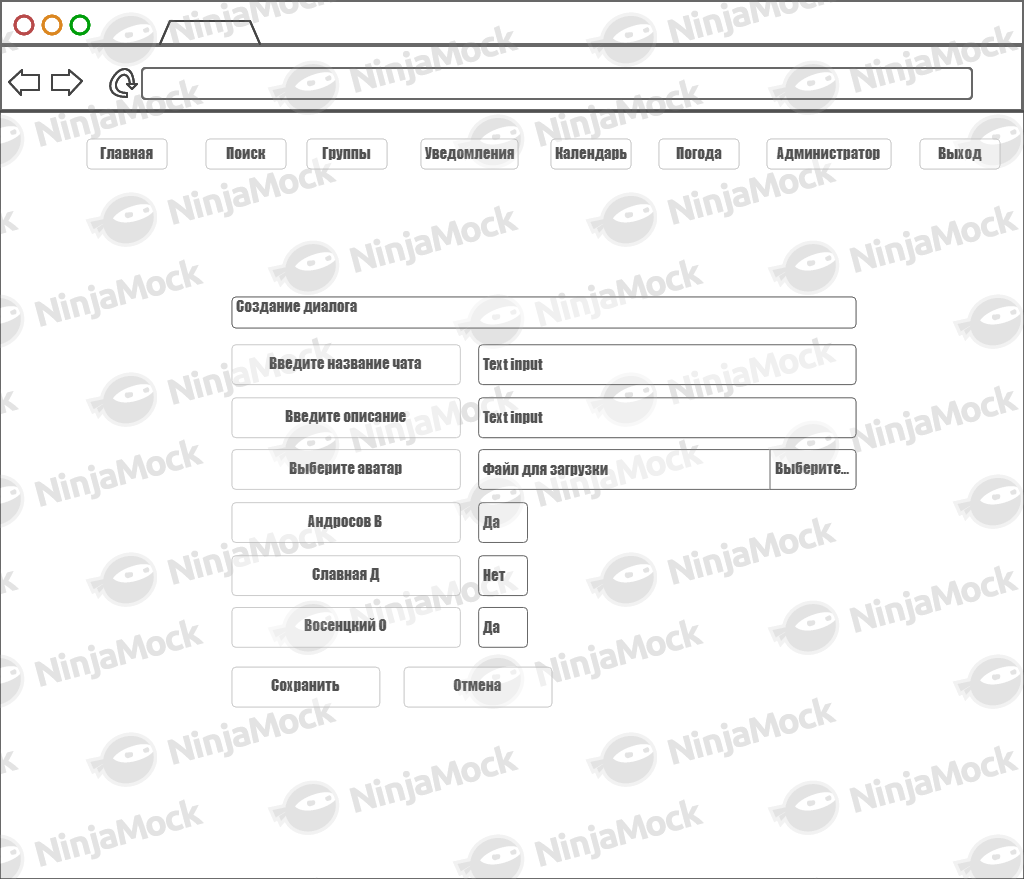 Главная Поиск Группы Уведомления Календарь Погода Администратор Выход
Создание диалога
Введите название чата Text input
Введите описание Text input
Выберите аватар Файл для загрузки Выберите...
Андросов В Да
Славная Д Нет
Восенцкий О Да
Сохранить Отмена
NinjaMock